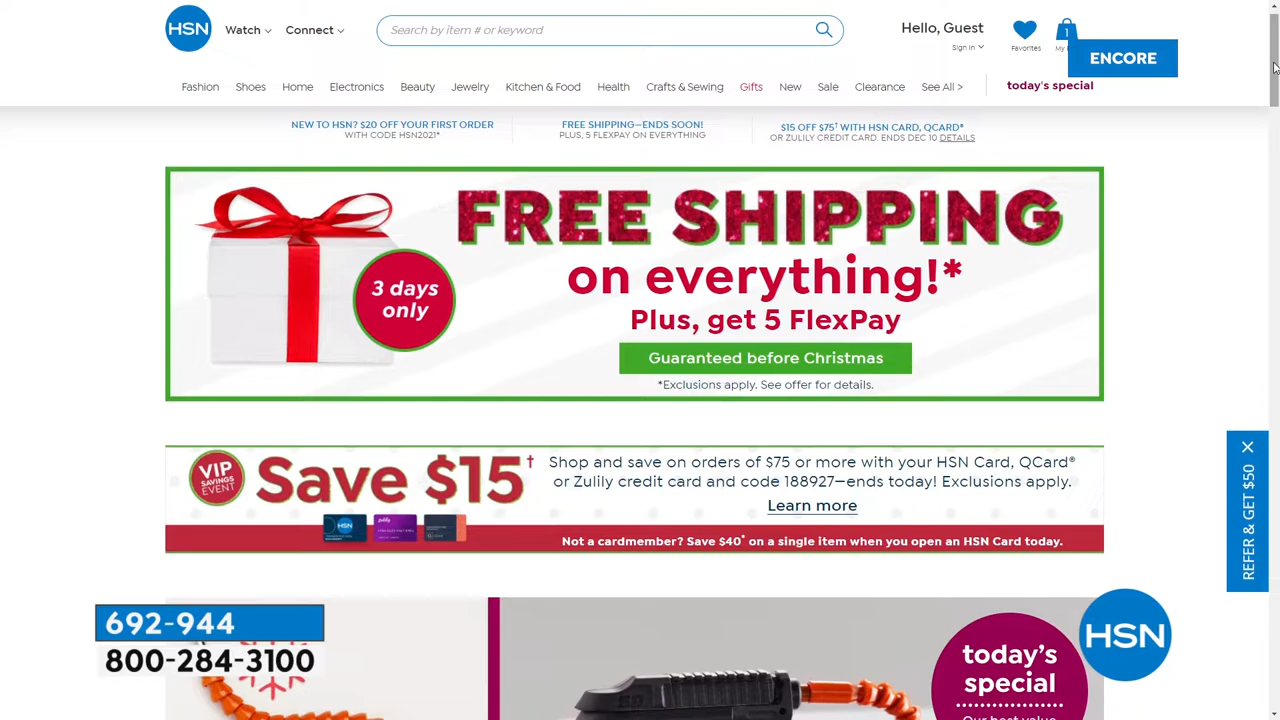 HSN
Watch
Connect
Search by item # or keyword
Hello, Guest
Sign in
Favorites
1
My
ENCORE
Fashion
Shoes
Home
Electronics
Beauty
Jewelry
Kitchen & Food
Health
Crafts & Sewing
Gifts
New
Sale
Clearance
See All >
today's special
NEW TO HSN? $20 OFF YOUR FIRST ORDER
WITH CODE HSN2021*
FREE SHIPPING—ENDS SOON!
PLUS, 5 FLEXPAY ON EVERYTHING
$15 OFF $75† WITH HSN CARD, QCARD®
OR ZULILY CREDIT CARD. ENDS DEC 10 DETAILS
3 days
only
FREE SHIPPING
on everything!*
Plus, get 5 FlexPay
Guaranteed before Christmas
*Exclusions apply. See offer for details.
VIP
SAVINGS
EVENT
Save $15†
Shop and save on orders of $75 or more with your HSN Card, QCard®
or Zulily credit card and code 188927—ends today! Exclusions apply.
Learn more
HSN
zulily
Not a cardmember? Save $40* on a single item when you open an HSN Card today.
REFER & GET $50
692-944
800-284-3100
today's
special
HSN